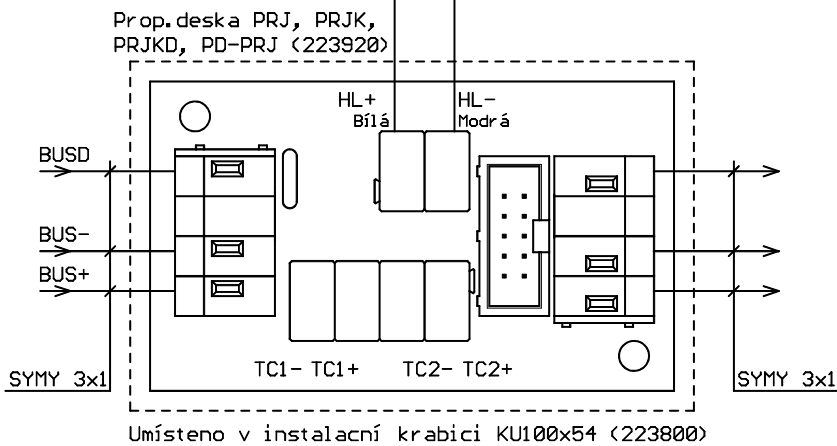 Prop.deska PRJ, PRJK,
PRJKD, PD-PRJ (223920)
HL+ HL-
Bílá Modrá
BUSD
BUS-
BUS+
TC1- TC1+ TC2- TC2+
SYMY 3x1 SYMY 3x1
Umísteno v instalacní krabici KU100x54 (223800)